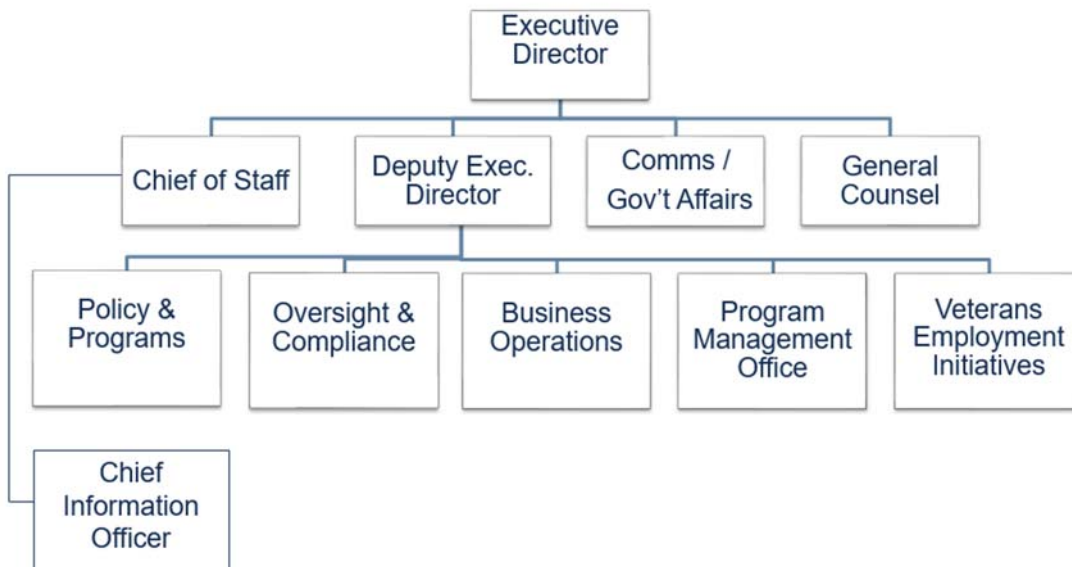 Executive
Director
Chief of Staff
Deputy Exec.
Director
Comms /
Gov't Affairs
General
Counsel
Policy &
Programs
Oversight &
Compliance
Business
Operations
Program
Management
Office
Veterans
Employment
Initiatives
Chief
Information
Officer